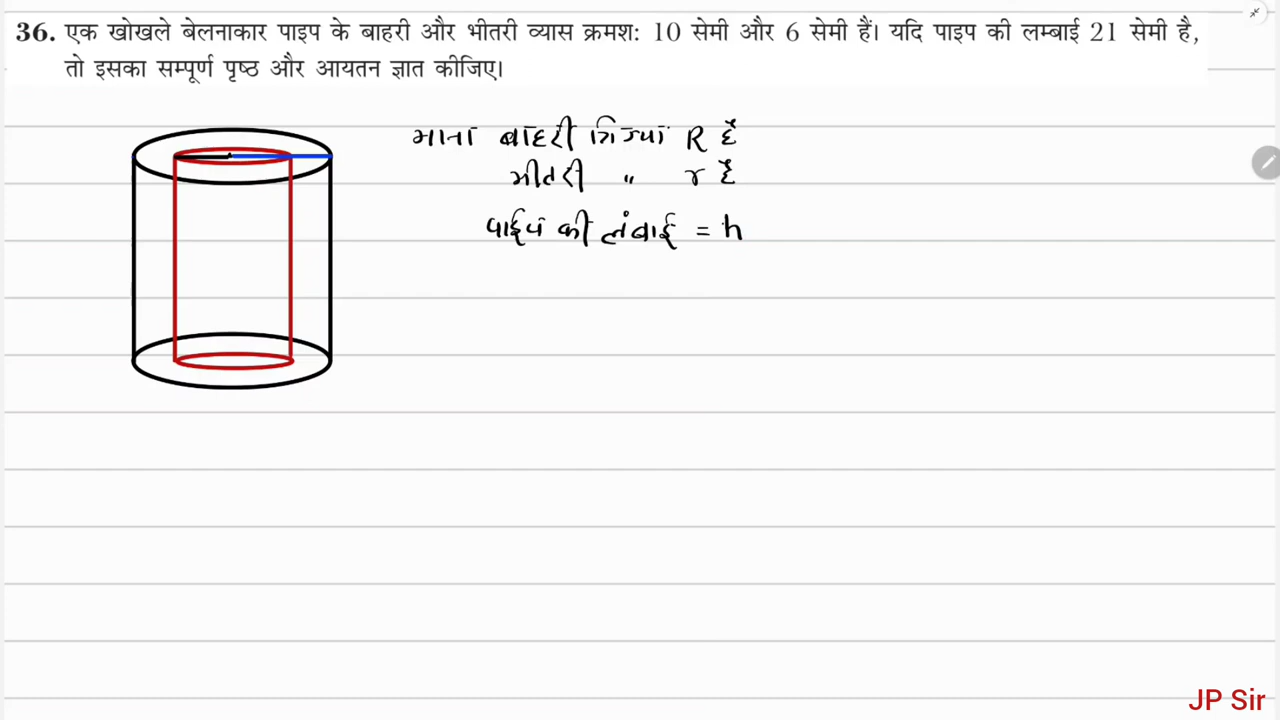 36. एक खोखले बेलनाकार पाइप के बाहरी और भीतरी व्यास क्रमश: 10 सेमी और 6 सेमी हैं। यदि पाइप की लम्बाई 21 सेमी है,
तो इसका सम्पूर्ण पृष्ठ और आयतन ज्ञात कीजिए।
माना बाहरी त्रिज्या R है
भीतरी " r है
पाईप की लंबाई = h
JP Sir